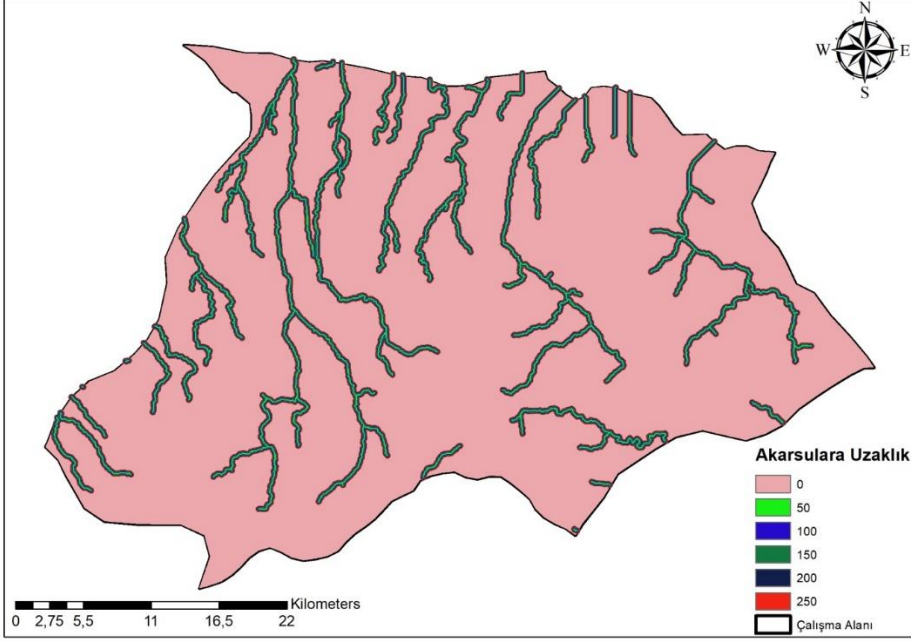 N
W E
S
Akarsulara Uzaklık
0
50
100
150
200
250
Çalışma Alanı
Kilometers
0 2,75 5,5 11 16,5 22